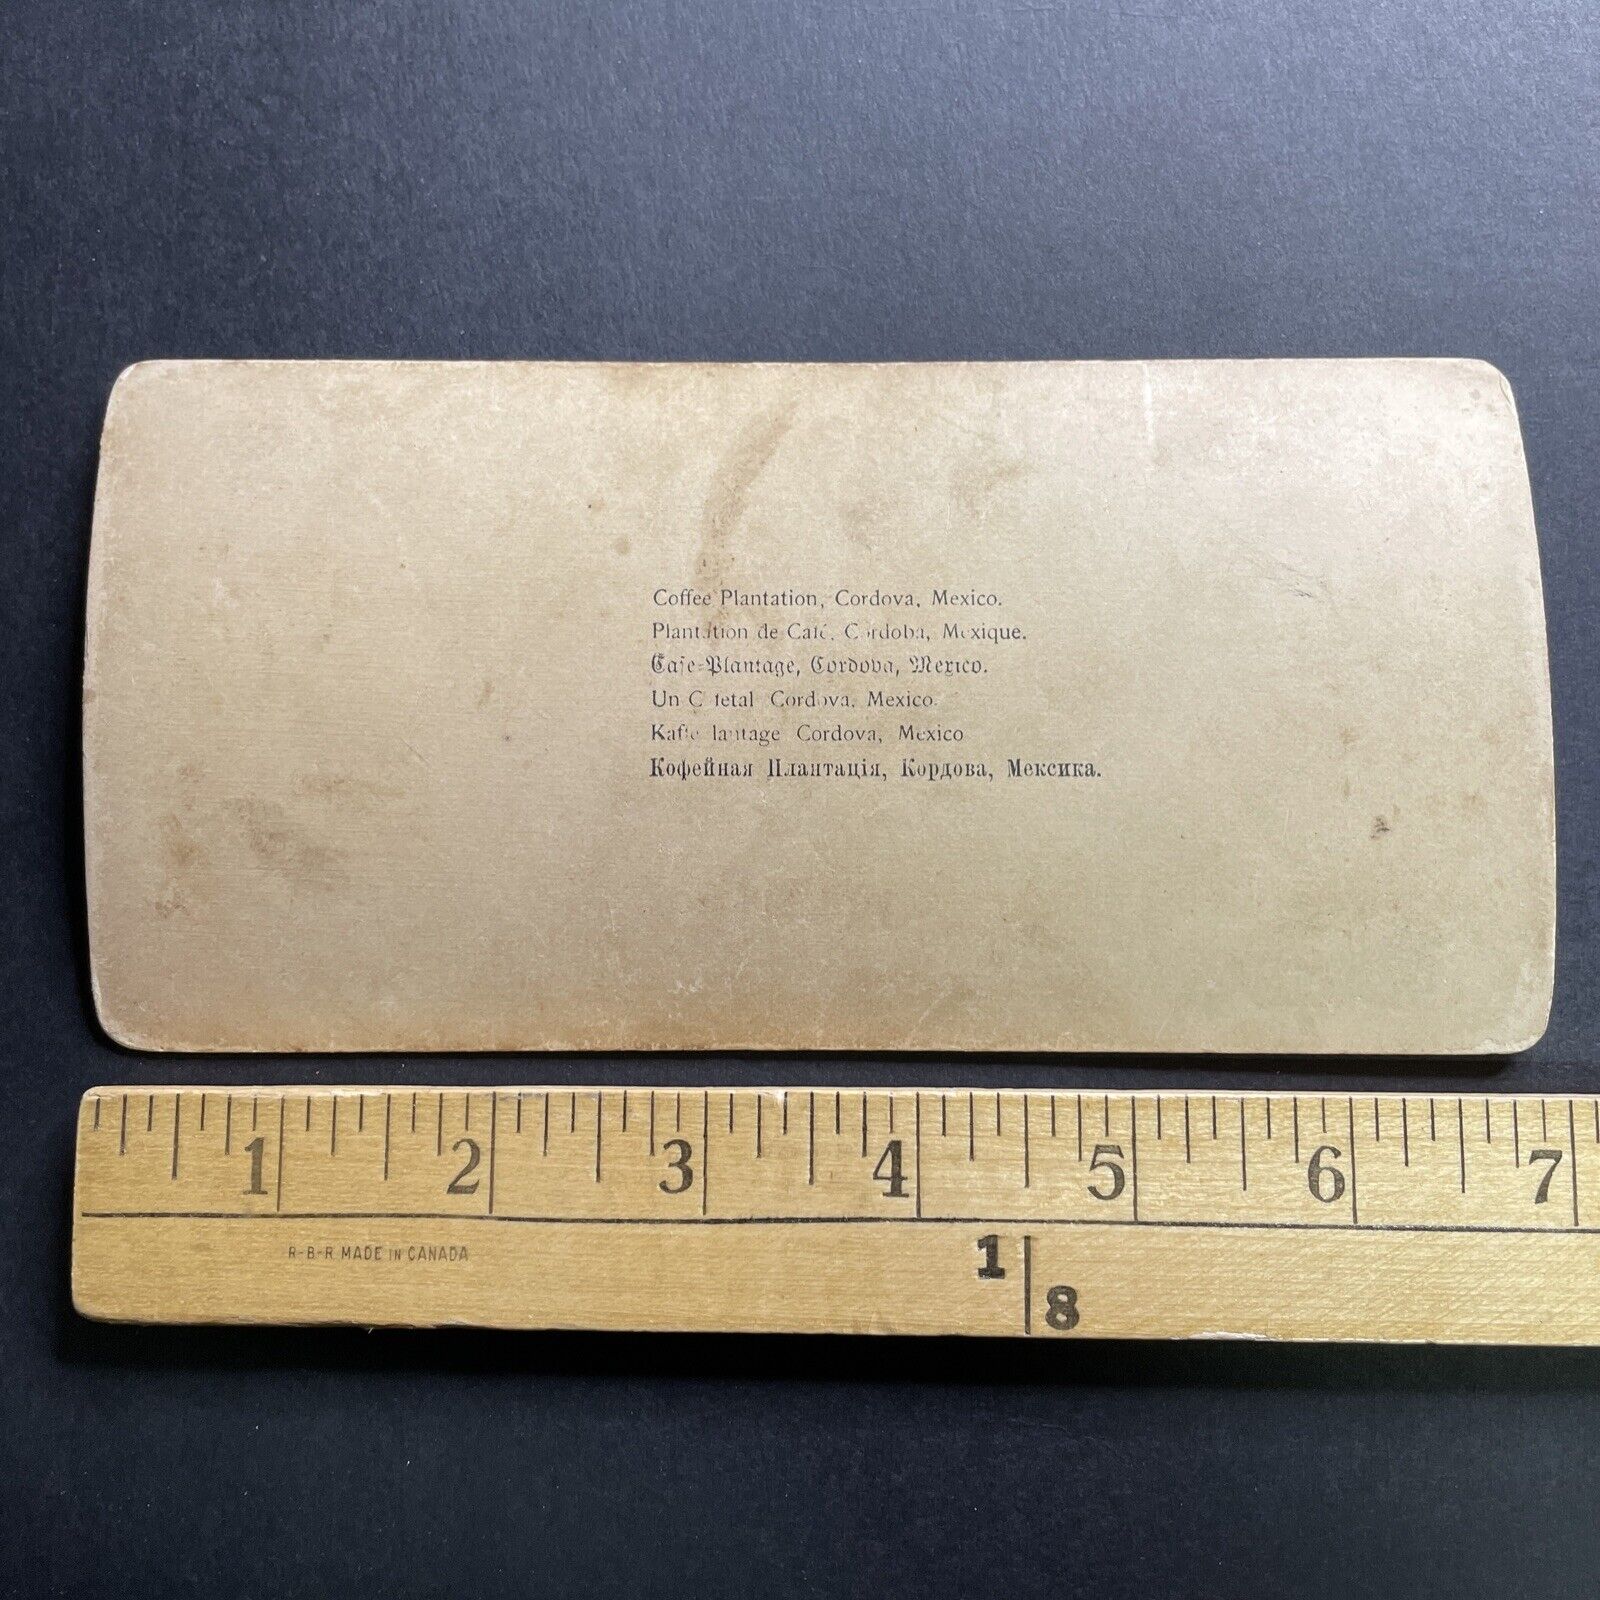 Coffee Plantation, Cordova, Mexico.
Plantation de Café, Cordoba, Mexique.
Cafe-Plantage, Cordova, Mexico.
Un Cafetal Cordova, Mexico.
Kaffe lantage Cordova, Mexico
Кофейная Плантація, Кордова, Мексика.
1 2 3 4 5 6 7
R-B-R MADE IN CANADA
1
8